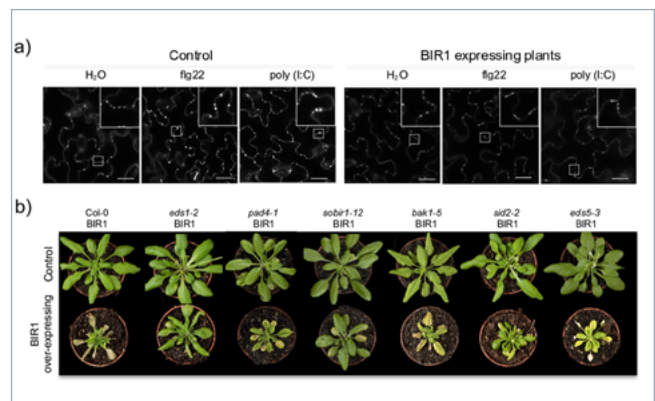 a)
Control
BIR1 expressing plants
H₂O
flg22
poly (I:C)
H₂O
flg22
poly (I:C)
b)
Col-0
BIR1
eds1-2
BIR1
pad4-1
BIR1
sobir1-12
BIR1
bak1-5
BIR1
sid2-2
BIR1
eds5-3
BIR1
Control
BIR1
over-expressing